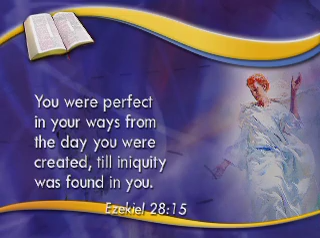 You were perfect
in your ways from
the day you were
created, till iniquity
was found in you.
Ezekiel 28:15